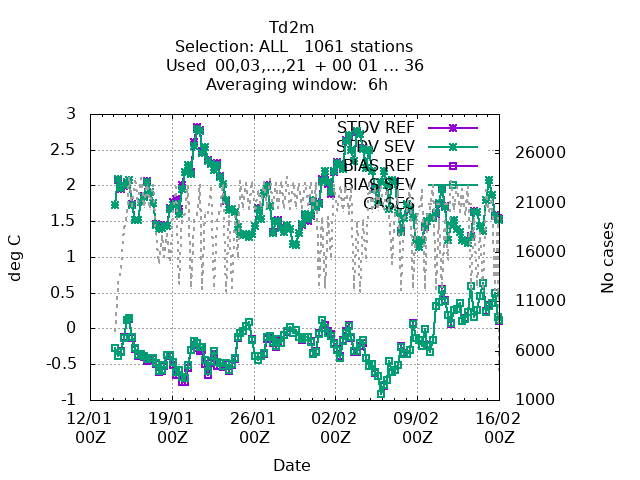 Td2m
Selection: ALL   1061 stations
Used  00,03,...,21  + 00 01 ... 36
Averaging window:  6h
STDV REF
STDV SEV
BIAS REF
BIAS SEV
CASES
3
2.5
2
1.5
1
0.5
0
-0.5
-1
26000
21000
16000
11000
6000
1000
deg C
No cases
12/01 19/01 26/01 02/02 09/02 16/02
00Z 00Z 00Z 00Z 00Z 00Z
Date